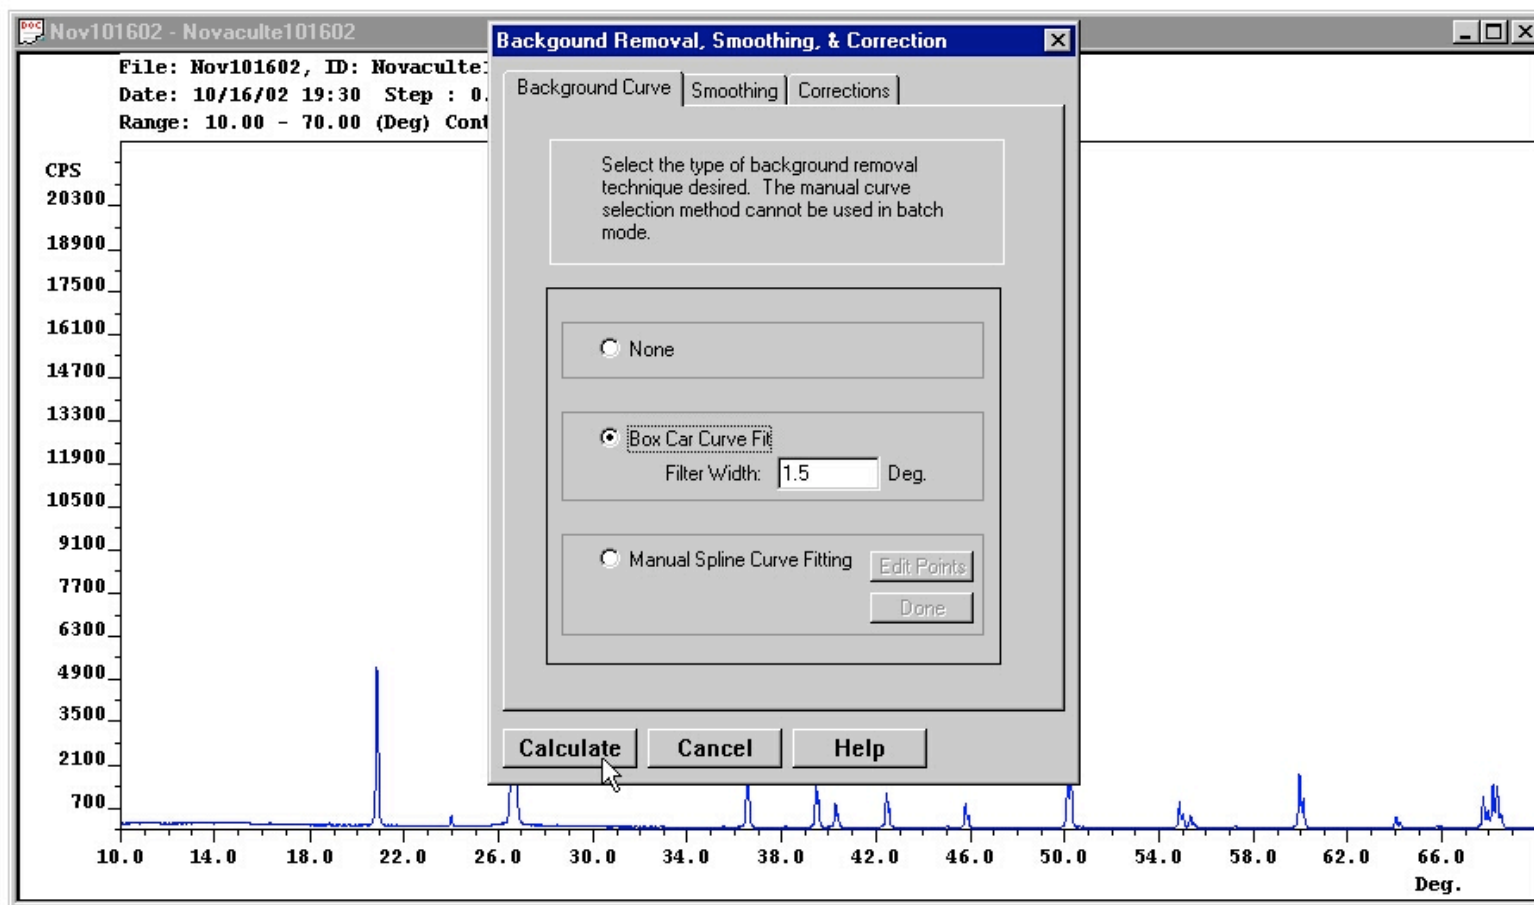 DOC
Nov101602 - Novaculte101602
File: Nov101602, ID: Novaculte
Date: 10/16/02 19:30 Step : 0.
Range: 10.00 - 70.00 (Deg) Cont
Backgound Removal, Smoothing, & Correction
Background Curve
Smoothing
Corrections
Select the type of background removal
technique desired. The manual curve
selection method cannot be used in batch
mode.
None
Box Car Curve Fit
Filter Width: 1.5 Deg.
Manual Spline Curve Fitting
Edit Points
Done
Calculate
Cancel
Help
CPS
20300
18900
17500
16100
14700
13300
11900
10500
9100
7700
6300
4900
3500
2100
700
10.0 14.0 18.0 22.0 26.0 30.0 34.0 38.0 42.0 46.0 50.0 54.0 58.0 62.0 66.0
Deg.